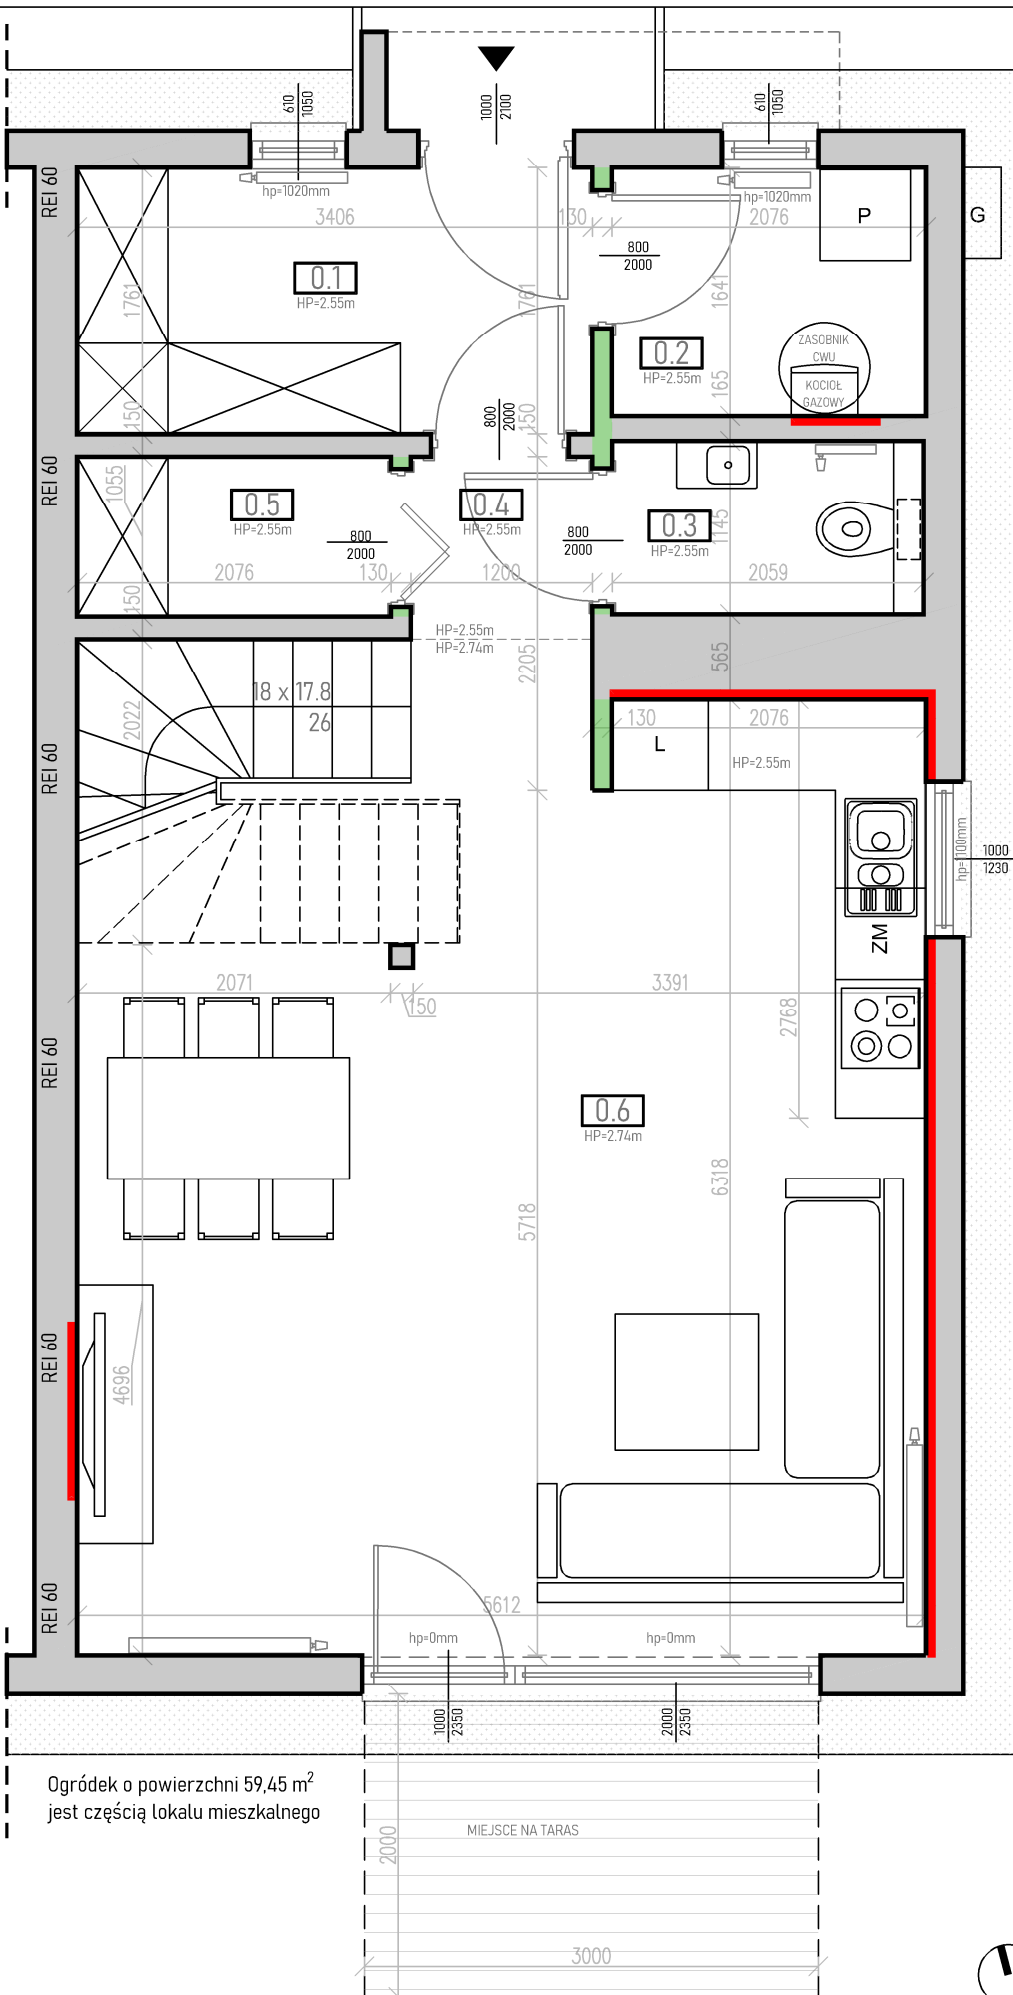 610
1050
1000
2100
610
1050
REI 60
hp=1020mm
hp=1020mm
3406
130
2076
P
G
800
2000
0.1
HP=2.55m
1761
1761
1641
ZASOBNIK
CWU
KOCIOŁ
GAZOWY
0.2
HP=2.55m
165
150
150
800
2000
REI 60
1055
0.5
HP=2.55m
0.4
HP=2.55m
0.3
HP=2.55m
1145
800
2000
800
2000
2076
130
1200
2059
150
HP=2.55m
HP=2.74m
2205
565
18 x 17.8
26
2022
REI 60
130
2076
L
HP=2.55m
hp=1100mm
1000
1230
ZM
2071
150
3391
2768
REI 60
0.6
HP=2.74m
6318
5718
REI 60
4696
REI 60
5612
hp=0mm
hp=0mm
1000
2350
2000
2350
Ogródek o powierzchni 59,45 m²
jest częścią lokalu mieszkalnego
2000
MIEJSCE NA TARAS
3000